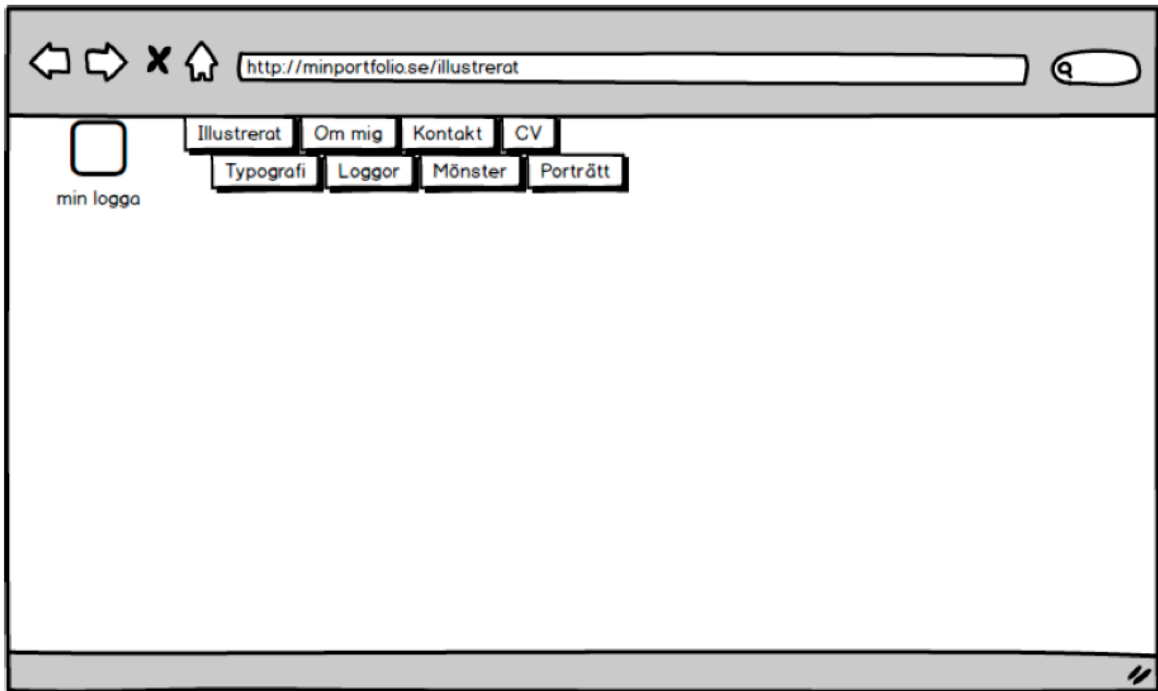 http://minportfolio.se/illustrerat
Illustrerat Om mig Kontakt CV
Typografi Loggor Mönster Porträtt
min logga